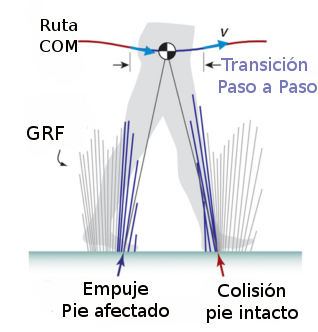 Ruta
COM
v
Transición
Paso a Paso
GRF
Empuje
Pie afectado
Colisión
pie intacto